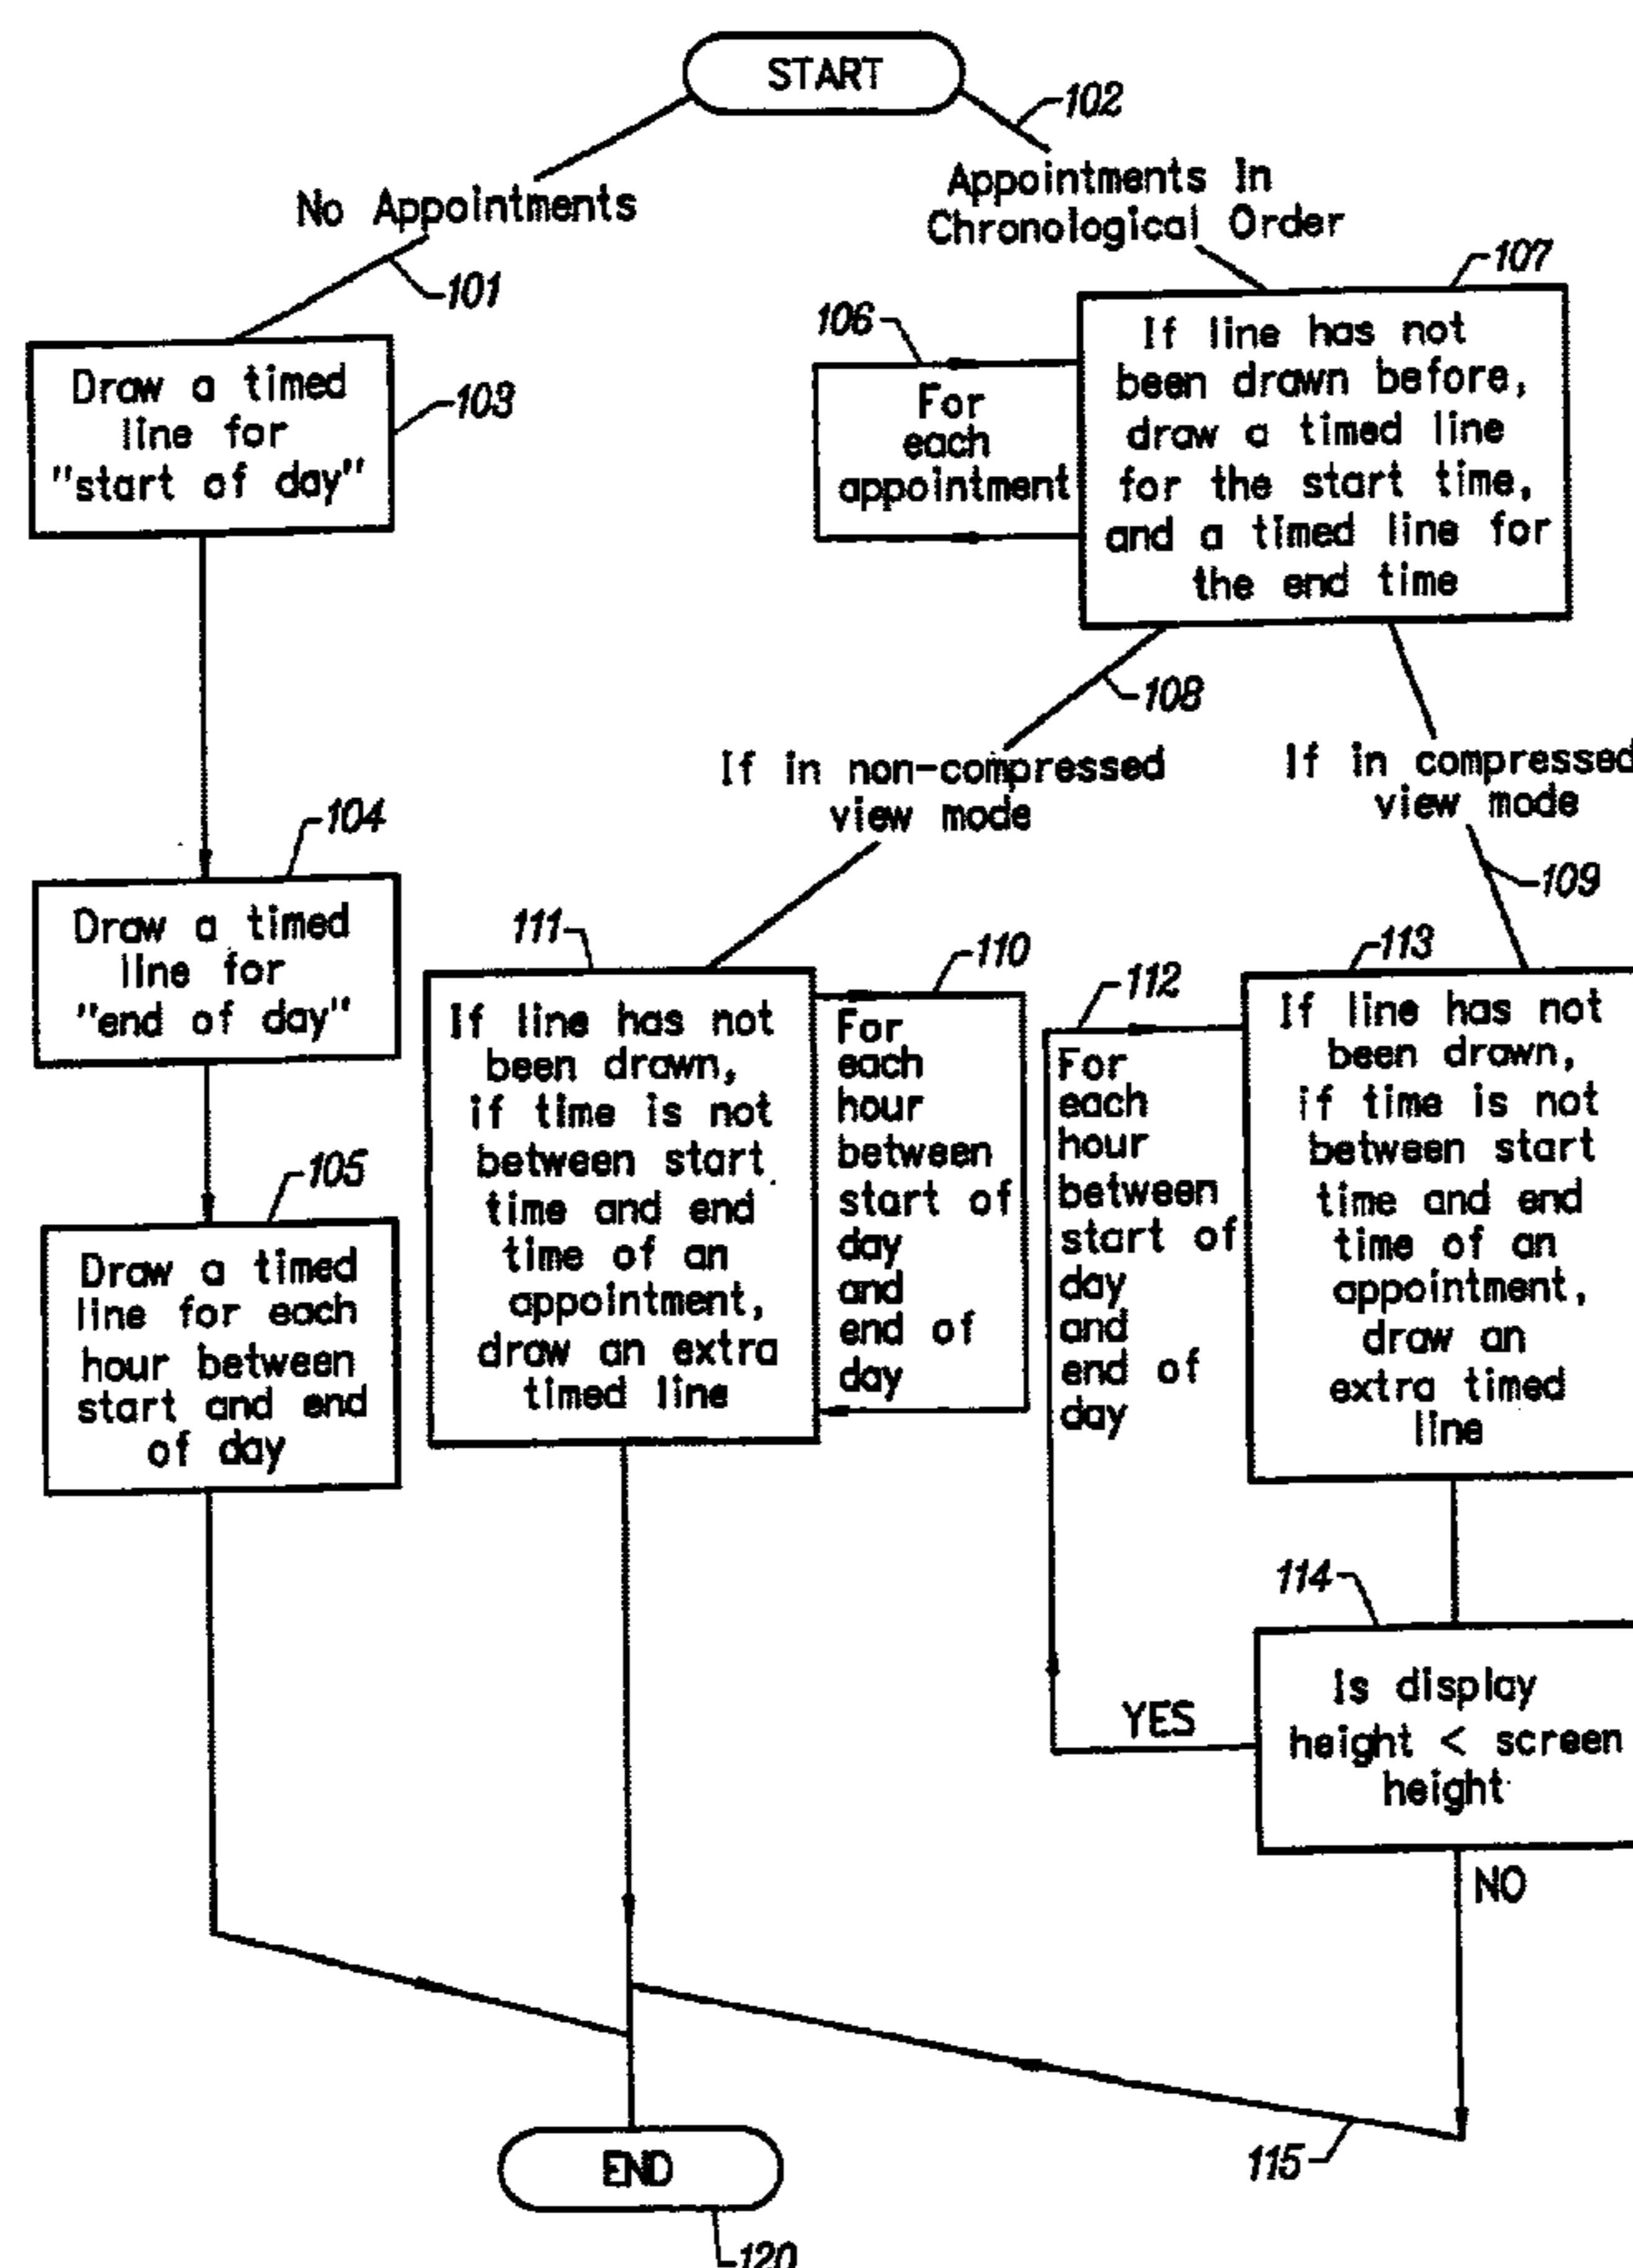 START
102
No Appointments
101
Appointments In
Chronological Order
103
Draw a timed
line for
"start of day"
104
Draw a timed
line for
"end of day"
105
Draw a timed
line for each
hour between
start and end
of day
106
For
each
appointment
107
If line has not
been drawn before,
draw a timed line
for the start time,
and a timed line for
the end time
108
If in non-compressed
view mode
If in compressed
view mode
109
111
If line has not
been drawn,
if time is not
between start
time and end
time of an
appointment,
draw an extra
timed line
110
For
each
hour
between
start of
day
and
end of
day
112
For
each
hour
between
start of
day
and
end of
day
113
If line has not
been drawn,
if time is not
between start
time and end
time of an
appointment,
draw an
extra timed
line
114
Is display
height < screen
height
YES
NO
115
END
120